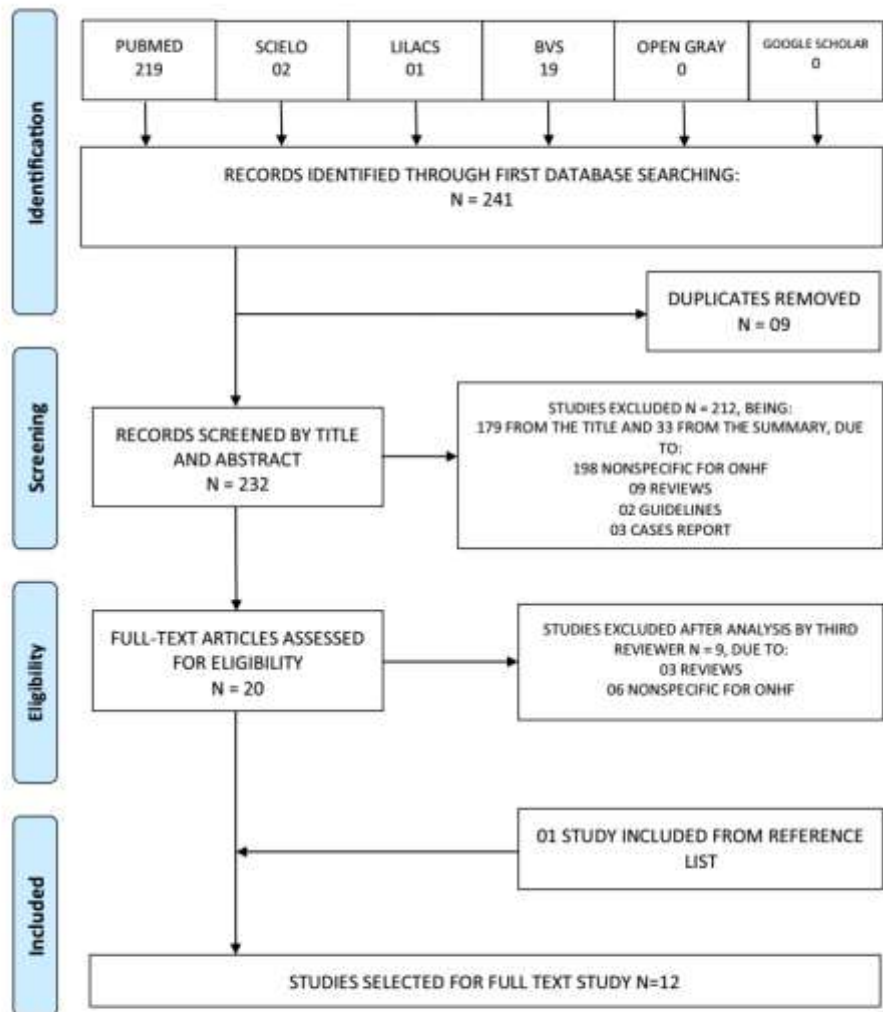 Identification
PUBMED
219
SCIELO
02
LILACS
01
BVS
19
OPEN GRAY
0
GOOGLE SCHOLAR
0
RECORDS IDENTIFIED THROUGH FIRST DATABASE SEARCHING:
N = 241
DUPLICATES REMOVED
N = 09
Screening
RECORDS SCREENED BY TITLE
AND ABSTRACT
N = 232
STUDIES EXCLUDED N = 212, BEING:
179 FROM THE TITLE AND 33 FROM THE SUMMARY, DUE
TO:
198 NONSPECIFIC FOR ONHF
09 REVIEWS
02 GUIDELINES
03 CASES REPORT
Eligibility
FULL-TEXT ARTICLES ASSESSED
FOR ELIGIBILITY
N = 20
STUDIES EXCLUDED AFTER ANALYSIS BY THIRD
REVIEWER N = 9, DUE TO:
03 REVIEWS
06 NONSPECIFIC FOR ONHF
Included
01 STUDY INCLUDED FROM REFERENCE
LIST
STUDIES SELECTED FOR FULL TEXT STUDY N=12